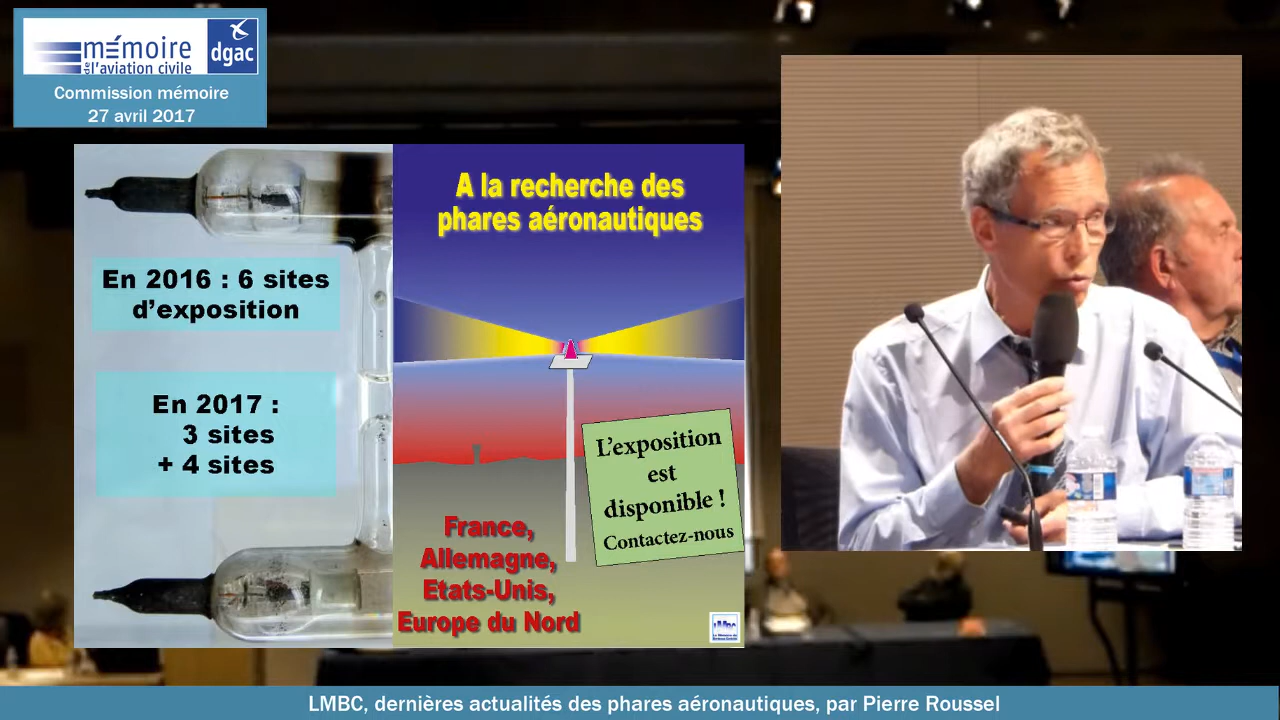 mémoire
de l'aviation civile
dgac
Commission mémoire
27 avril 2017
En 2016 : 6 sites
d'exposition
En 2017 :
3 sites
+ 4 sites
A la recherche des
phares aéronautiques
L'exposition
est
disponible !
Contactez-nous
France,
Allemagne,
Etats-Unis,
Europe du Nord
LMBC, dernières actualités des phares aéronautiques, par Pierre Roussel